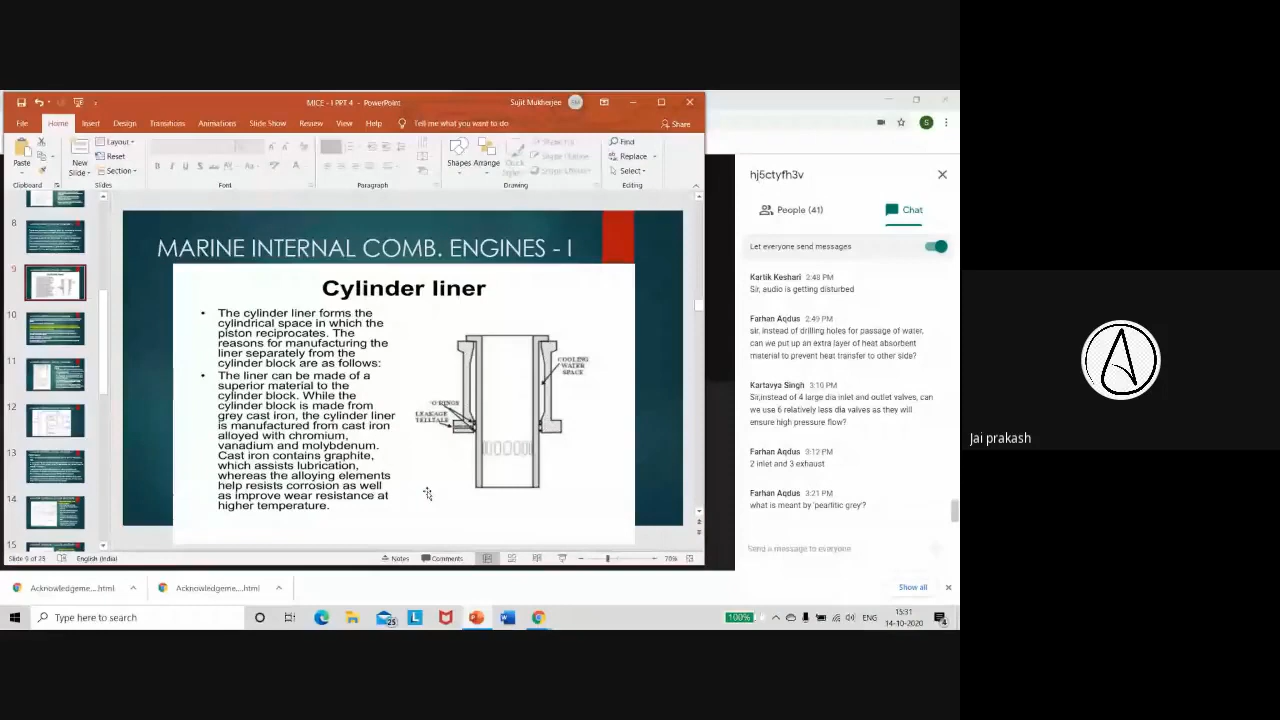 MICE - I PPT 4 - PowerPoint
Sujit Mukherjee
File Home Insert Design Transitions Animations Slide Show Review View Help Tell me what you want to do Share
Paste
New
Slide
Layout
Reset
Section
Shapes Arrange
Find
Replace
Select
Clipboard Slides Font Paragraph Drawing Editing
8
9
10
11
12
13
14
15
MARINE INTERNAL COMB. ENGINES - I
Cylinder liner
• The cylinder liner forms the
cylindrical space in which the
piston reciprocates. The
reasons for manufacturing the
liner separately from the
cylinder block are as follows:
• The liner can be made of a
superior material to the
cylinder block. While the
cylinder block is made from
grey cast iron, the cylinder liner
is manufactured from cast iron
alloyed with chromium,
vanadium and molybdenum.
Cast iron contains graphite,
which assists lubrication,
whereas the alloying elements
help resists corrosion as well
as improve wear resistance at
higher temperature.
COOLING
WATER
SPACE
'O'RINGS
LEAKAGE
TELLTALE
Slide 9 of 25 English (India) Notes Comments 70%
hj5ctyfh3v
People (41) Chat
Let everyone send messages
Kartik Keshari 2:48 PM
Sir, audio is getting disturbed
Farhan Aqdus 2:49 PM
sir. instead of drilling holes for passage of water,
can we put up an extra layer of heat absorbent
material to prevent heat transfer to other side?
Kartavya Singh 3:10 PM
Sir,instead of 4 large dia inlet and outlet valves, can
we use 6 relatively less dia valves as they will
ensure high pressure flow?
Farhan Aqdus 3:12 PM
2 inlet and 3 exhaust
Farhan Aqdus 3:21 PM
what is meant by 'pearlitic grey'?
Send a message to everyone
Jai prakash
Acknowledgeme....html Acknowledgeme....html Show all
Type here to search
100%
ENG
15:31
14-10-2020